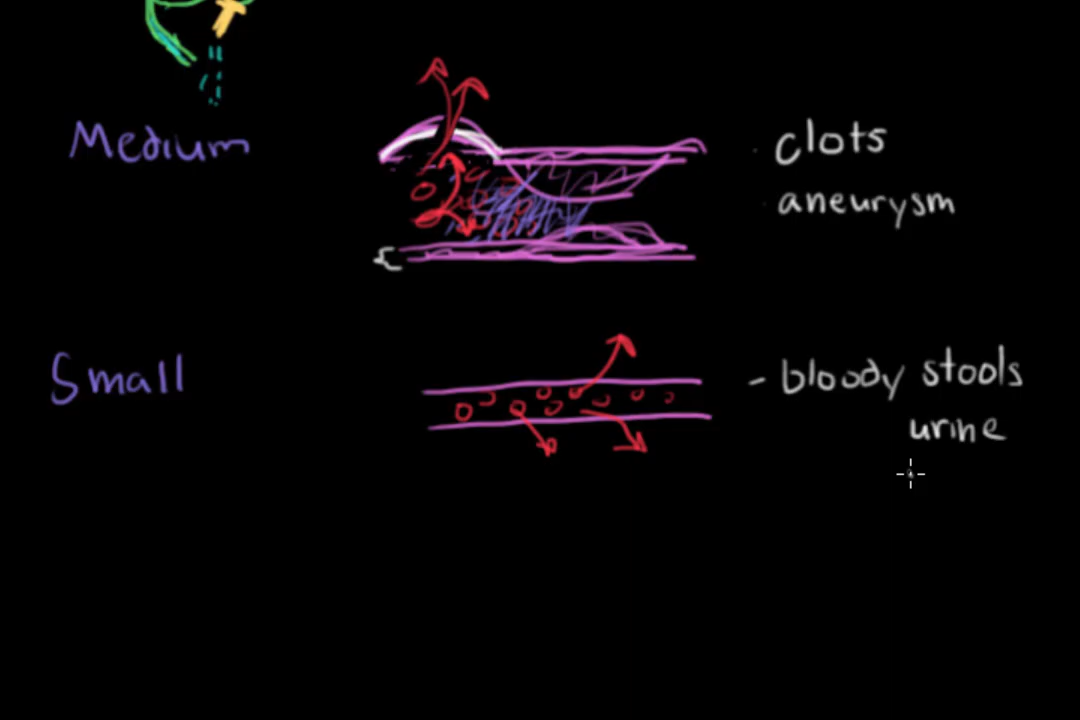 Medium
clots
aneurysm
Small
- bloody stools
urine